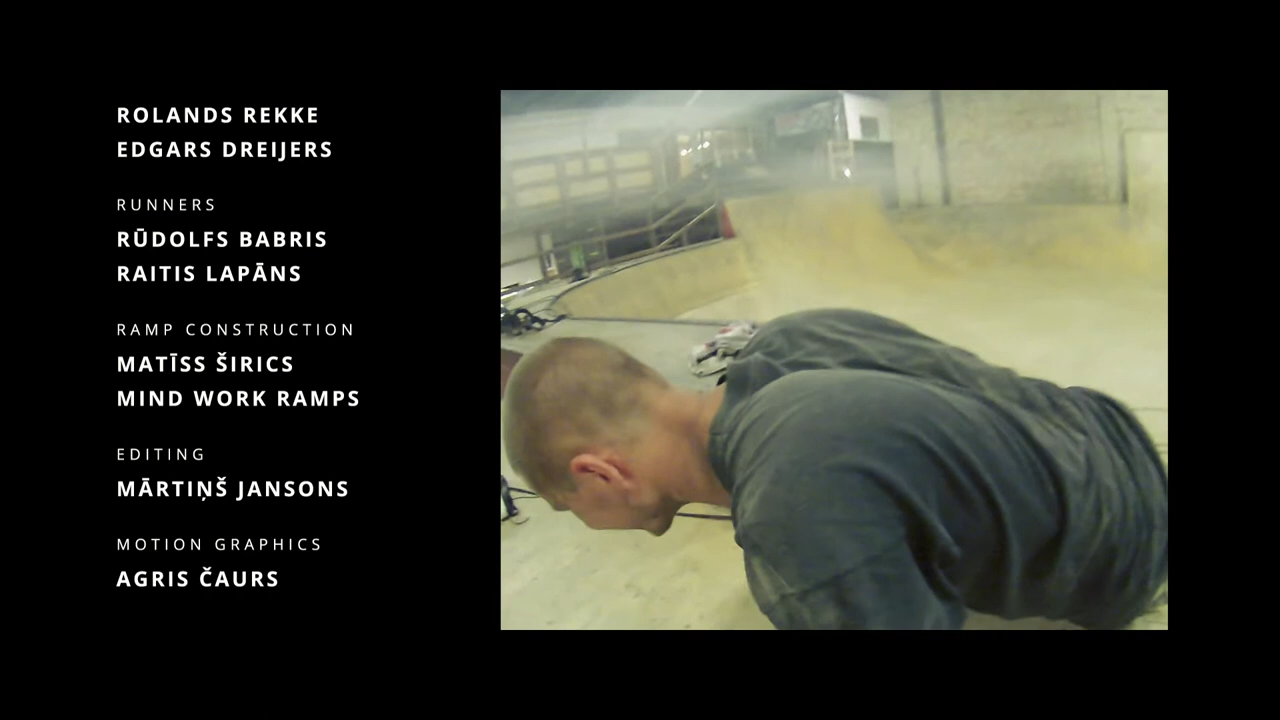 ROLANDS REKKE
EDGARS DREIJERS
RUNNERS
RŪDOLFS BABRIS
RAITIS LAPĀNS
RAMP CONSTRUCTION
MATĪSS ŠIRICS
MIND WORK RAMPS
EDITING
MĀRTIŅŠ JANSONS
MOTION GRAPHICS
AGRIS ČAURS